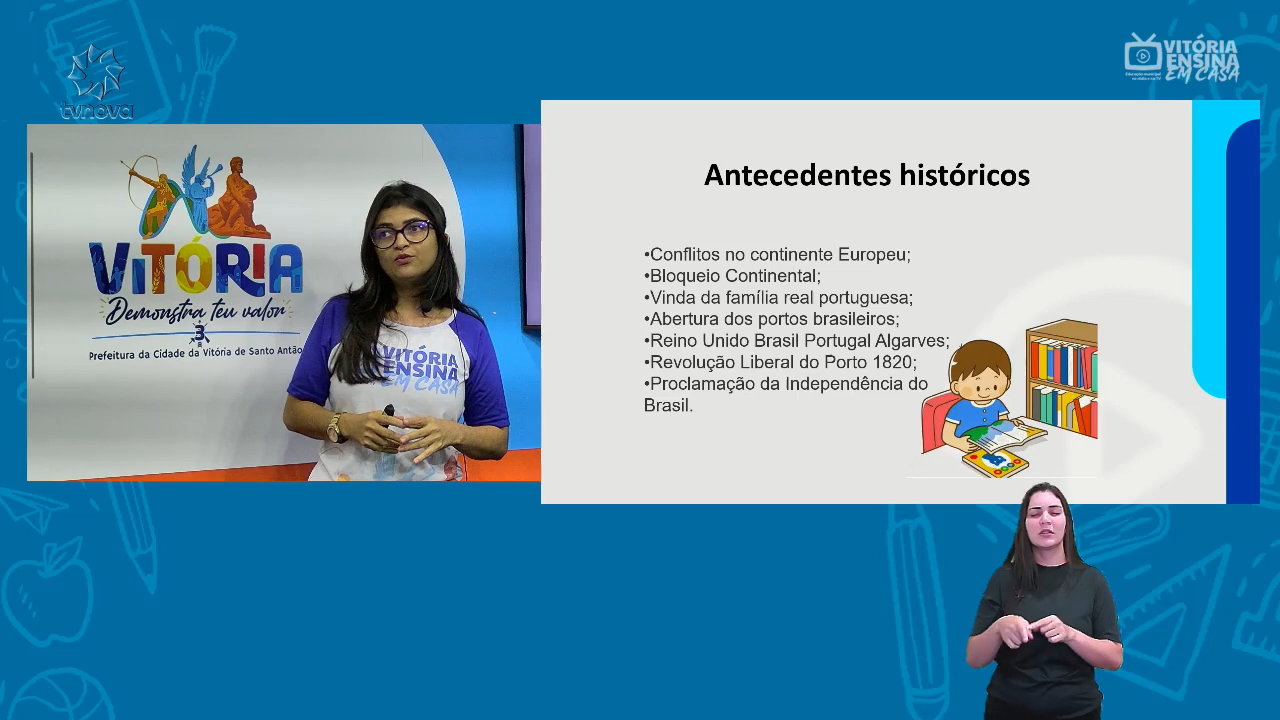 tvnova
VITÓRIA
ENSINA
EM CASA
VITÓRIA
Demonstra teu valor
Prefeitura da Cidade da Vitória de Santo Antão
VITÓRIA
ENSINA
EM CASA
Antecedentes históricos
•Conflitos no continente Europeu;
•Bloqueio Continental;
•Vinda da família real portuguesa;
•Abertura dos portos brasileiros;
•Reino Unido Brasil Portugal Algarves;
•Revolução Liberal do Porto 1820;
•Proclamação da Independência do
Brasil.